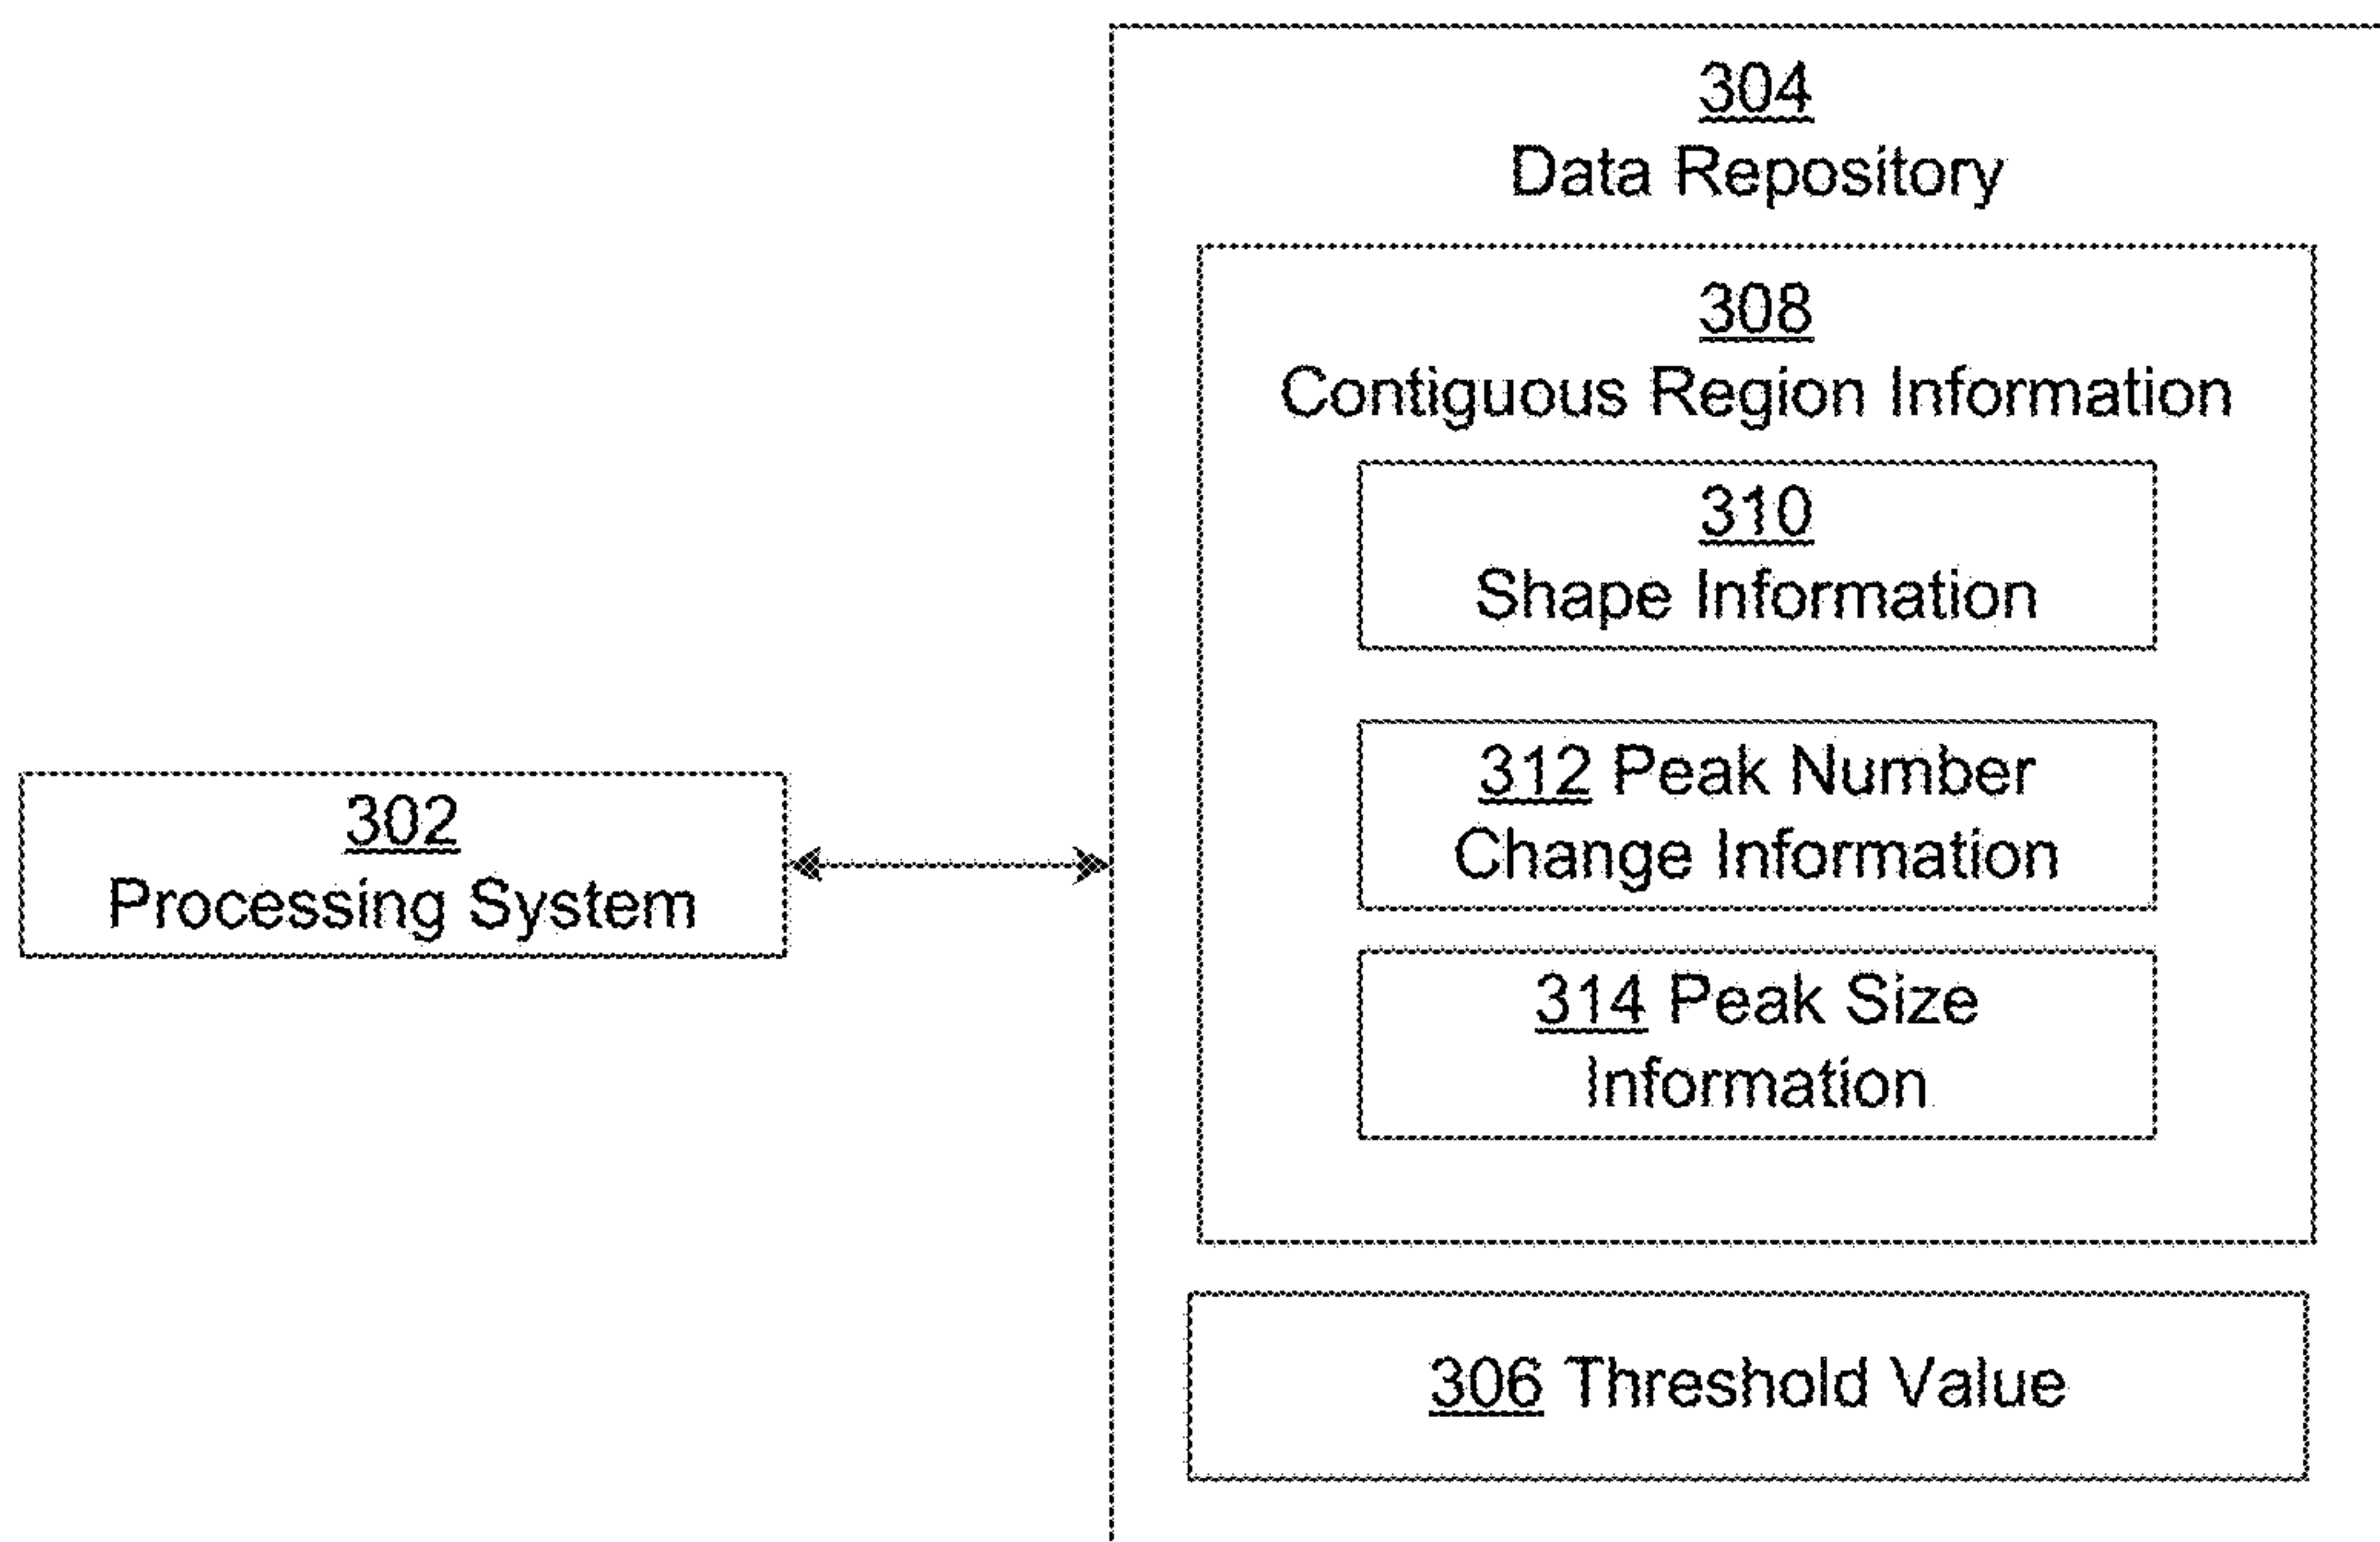 304
Data Repository
308
Contiguous Region Information
310
Shape Information
312 Peak Number
Change Information
302
Processing System
314 Peak Size
Information
306 Threshold Value